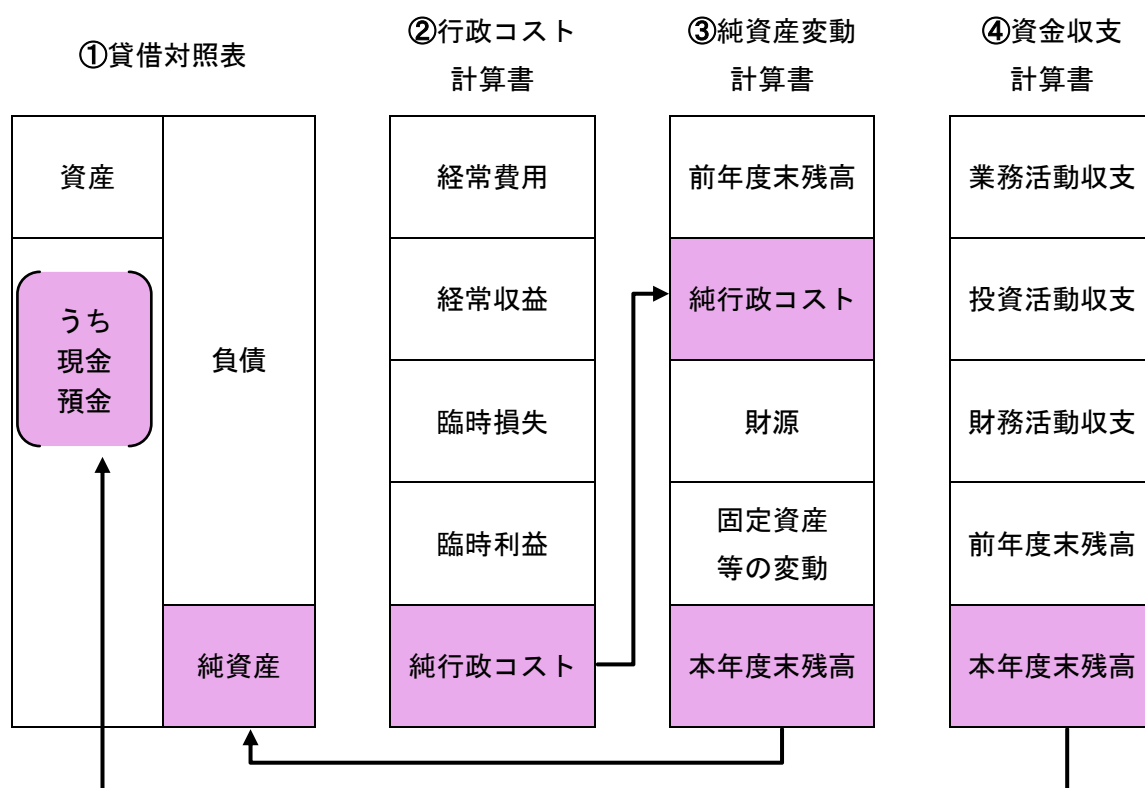 ①貸借対照表
資産
うち
現金
預金
負債
純資産
②行政コスト
計算書
経常費用
経常収益
臨時損失
臨時利益
純行政コスト
③純資産変動
計算書
前年度末残高
純行政コスト
財源
固定資産
等の変動
本年度末残高
④資金収支
計算書
業務活動収支
投資活動収支
財務活動収支
前年度末残高
本年度末残高